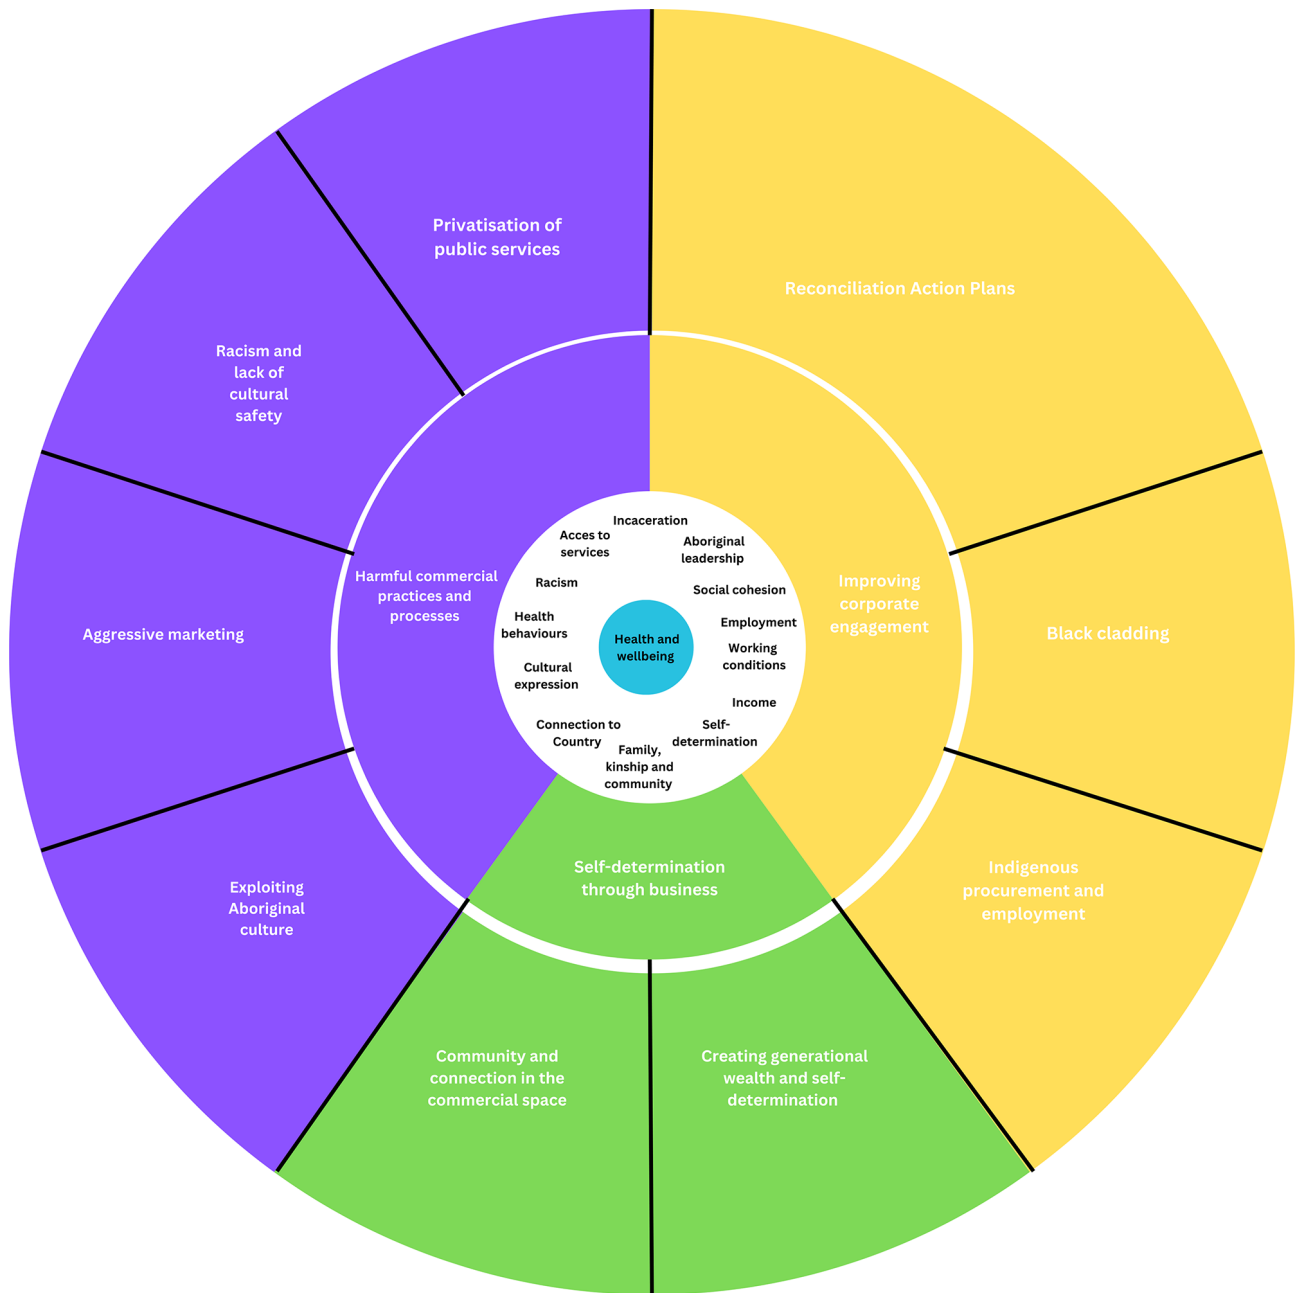 Privatisation of
public services
Reconciliation Action Plans
Racism and
lack of
cultural
safety
Aggressive marketing
Black cladding
Exploiting
Aboriginal
culture
Indigenous
procurement and
employment
Community and
connection in the
commercial space
Creating generational
wealth and self-
determination
Harmful commercial
practices and
processes
Improving
corporate
engagement
Self-determination
through business
Incaceration
Acces to
services
Aboriginal
leadership
Racism
Social cohesion
Health
behaviours
Employment
Working
conditions
Cultural
expression
Income
Connection to
Country
Self-
determination
Family,
kinship and
community
Health and
wellbeing